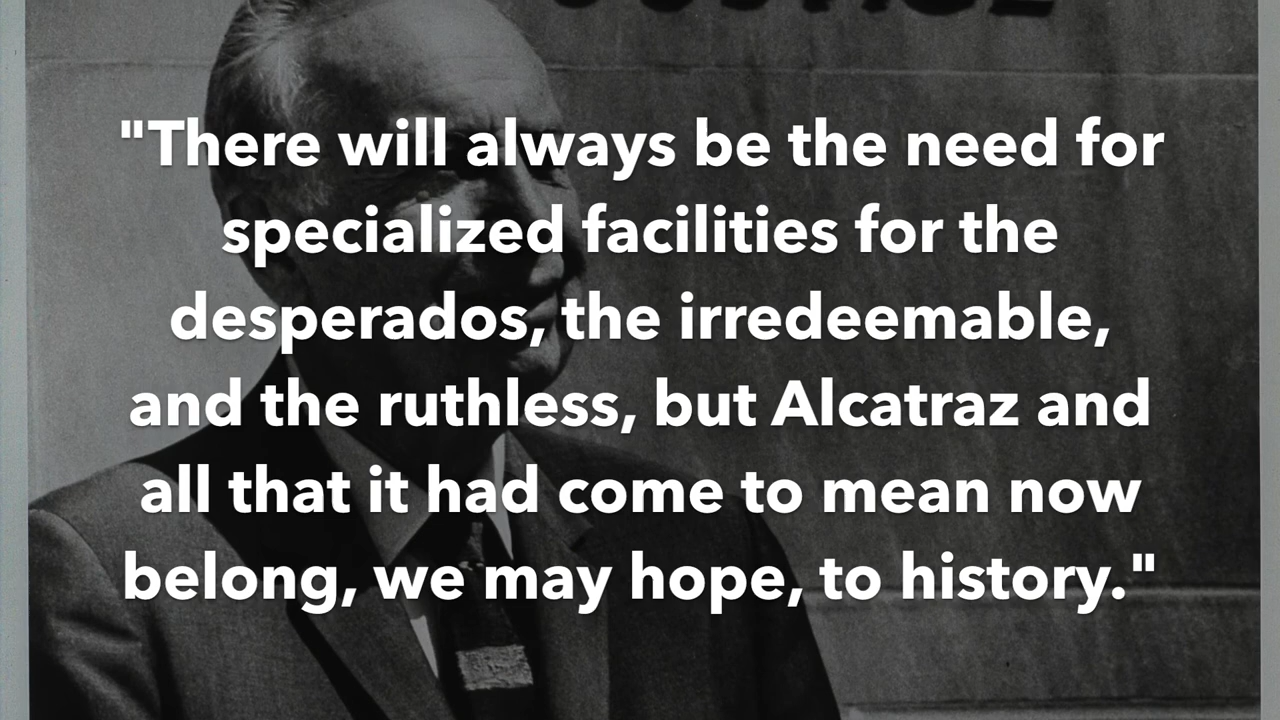 JUSTICE
"There will always be the need for
specialized facilities for the
desperados, the irredeemable,
and the ruthless, but Alcatraz and
all that it had come to mean now
belong, we may hope, to history."